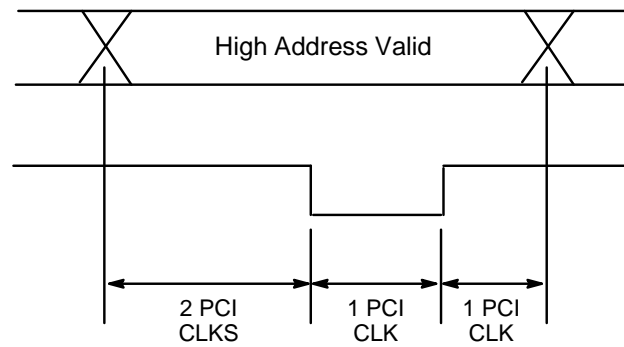 High Address Valid
2 PCI
CLKS
1 PCI
CLK
1 PCI
CLK